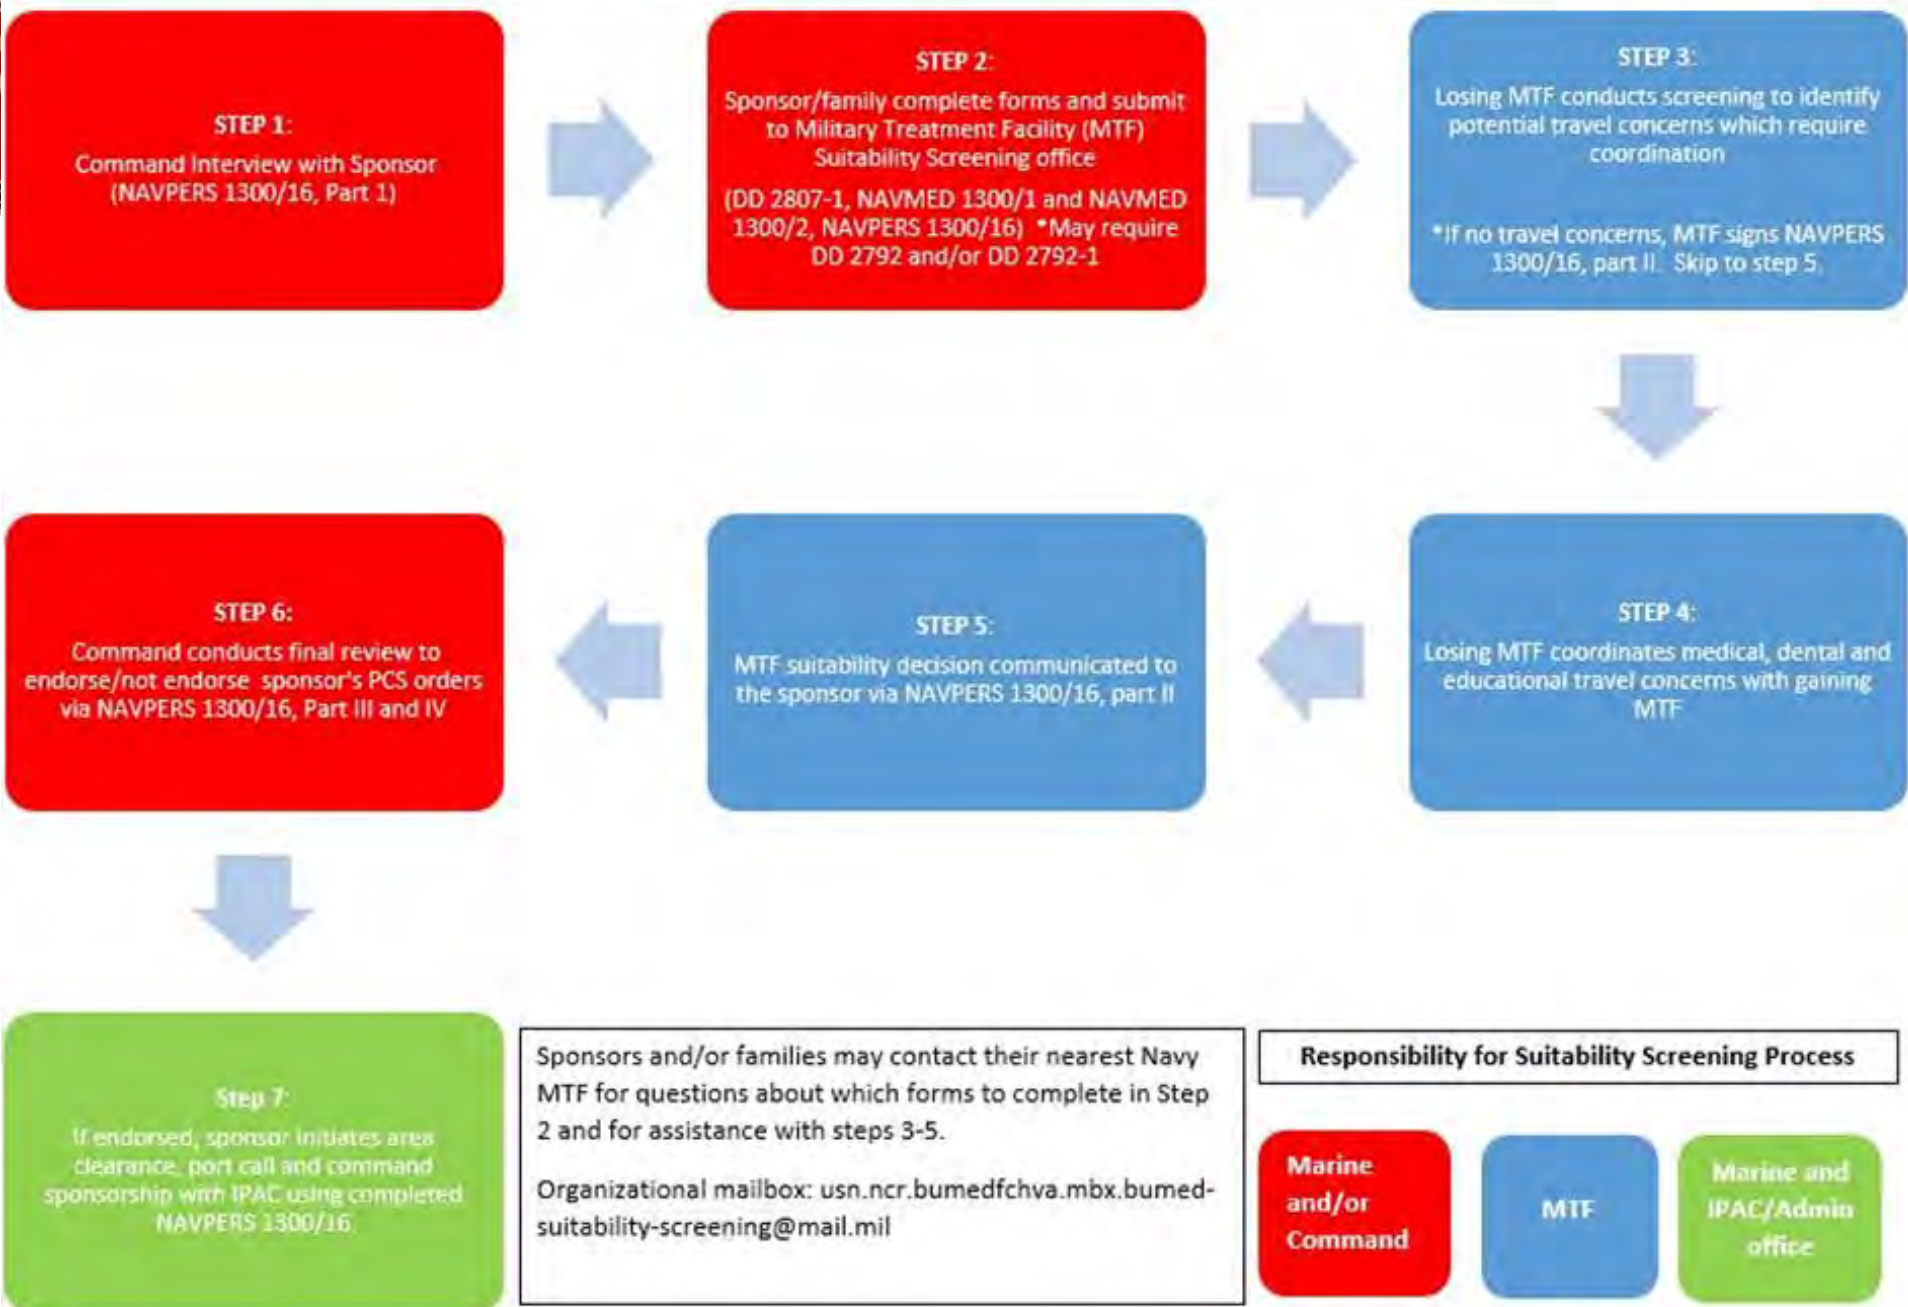 STEP 1:
Command Interview with Sponsor
(NAVPERS 1300/16, Part 1)
STEP 2:
Sponsor/family complete forms and submit
to Military Treatment Facility (MTF)
Suitability Screening office
(DD 2807-1, NAVMED 1300/1 and NAVMED
1300/2, NAVPERS 1300/16) *May require
DD 2792 and/or DD 2792-1
STEP 3:
Losing MTF conducts screening to identify
potential travel concerns which require
coordination
*If no travel concerns, MTF signs NAVPERS
1300/16, part II. Skip to step 5.
STEP 4:
Losing MTF coordinates medical, dental and
educational travel concerns with gaining
MTF
STEP 5:
MTF suitability decision communicated to
the sponsor via NAVPERS 1300/16, part II
STEP 6:
Command conducts final review to
endorse/not endorse sponsor's PCS orders
via NAVPERS 1300/16, Part III and IV
Step 7:
If endorsed, sponsor initiates area
clearance, port call and command
sponsorship with IPAC using completed
NAVPERS 1300/16.
Sponsors and/or families may contact their nearest Navy
MTF for questions about which forms to complete in Step
2 and for assistance with steps 3-5.
Organizational mailbox: usn.ncr.bumedfchva.mbx.bumed-
suitability-screening@mail.mil
Responsibility for Suitability Screening Process
Marine
and/or
Command
MTF
Marine and
IPAC/Admin
office